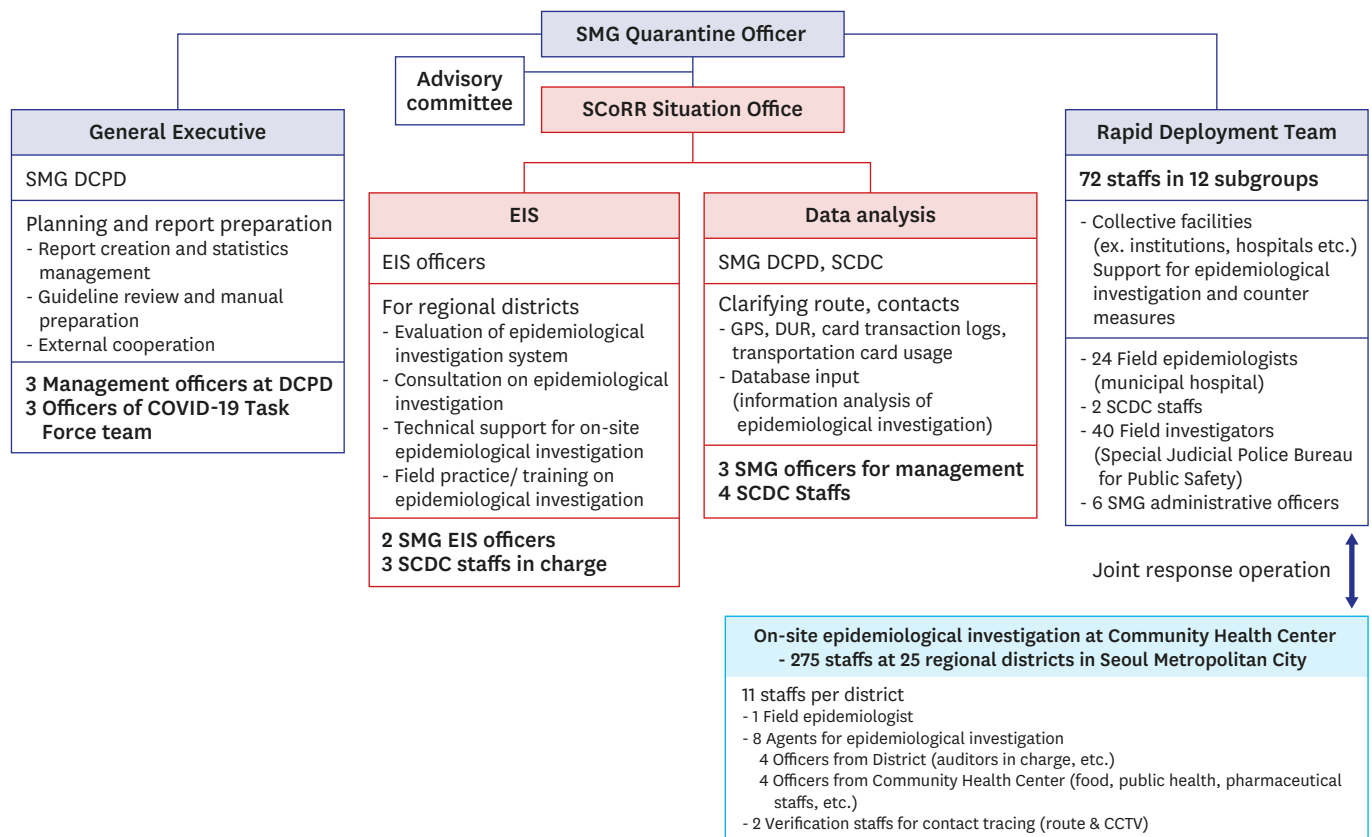 SMG Quarantine Officer
Advisory
committee
SCoRR Situation Office
General Executive
SMG DCPD
Planning and report preparation
- Report creation and statistics
management
- Guideline review and manual
preparation
- External cooperation
3 Management officers at DCPD
3 Officers of COVID-19 Task
Force team
EIS
EIS officers
For regional districts
- Evaluation of epidemiological
investigation system
- Consultation on epidemiological
investigation
- Technical support for on-site
epidemiological investigation
- Field practice/ training on
epidemiological investigation
2 SMG EIS officers
3 SCDC staffs in charge
Data analysis
SMG DCPD, SCDC
Clarifying route, contacts
- GPS, DUR, card transaction logs,
transportation card usage
- Database input
(information analysis of
epidemiological investigation)
3 SMG officers for management
4 SCDC Staffs
Rapid Deployment Team
72 staffs in 12 subgroups
- Collective facilities
(ex. institutions, hospitals etc.)
Support for epidemiological
investigation and counter
measures
- 24 Field epidemiologists
(municipal hospital)
- 2 SCDC staffs
- 40 Field investigators
(Special Judicial Police Bureau
for Public Safety)
- 6 SMG administrative officers
Joint response operation
On-site epidemiological investigation at Community Health Center
- 275 staffs at 25 regional districts in Seoul Metropolitan City
11 staffs per district
- 1 Field epidemiologist
- 8 Agents for epidemiological investigation
4 Officers from District (auditors in charge, etc.)
4 Officers from Community Health Center (food, public health, pharmaceutical
staffs, etc.)
- 2 Verification staffs for contact tracing (route & CCTV)